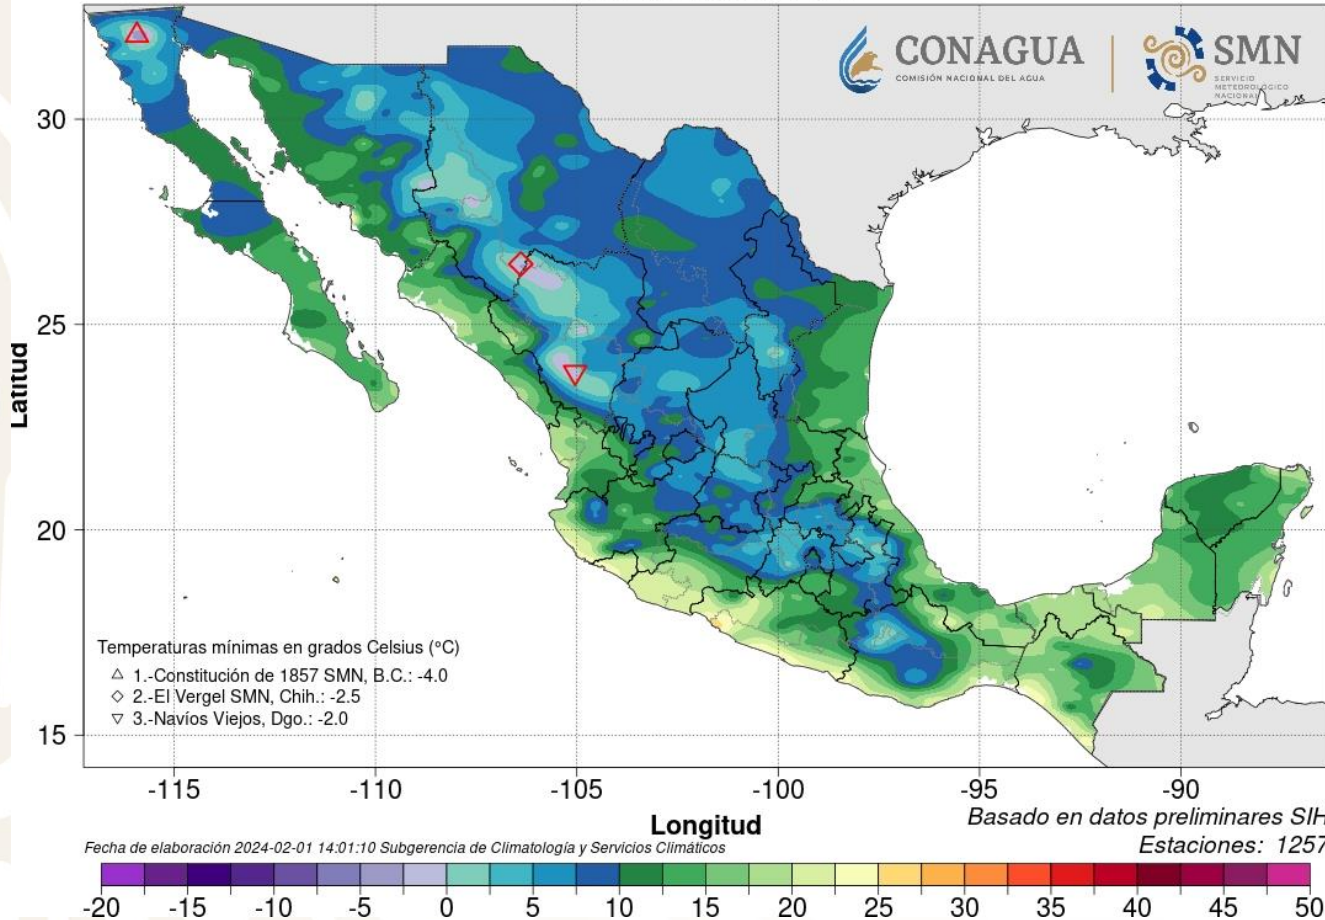 CONAGUA
COMISIÓN NACIONAL DEL AGUA
SMN
SERVICIO
METEOROLÓGICO
NACIONAL
30
25
20
15
Latitud
Temperaturas mínimas en grados Celsius (°C)
1.-Constitución de 1857 SMN, B.C.: -4.0
2.-El Vergel SMN, Chih.: -2.5
3.-Navíos Viejos, Dgo.: -2.0
-115 -110 -105 -100 -95 -90
Longitud
Basado en datos preliminares SIH
Estaciones: 1257
Fecha de elaboración 2024-02-01 14:01:10 Subgerencia de Climatología y Servicios Climáticos
-20 -15 -10 -5 0 5 10 15 20 25 30 35 40 45 50